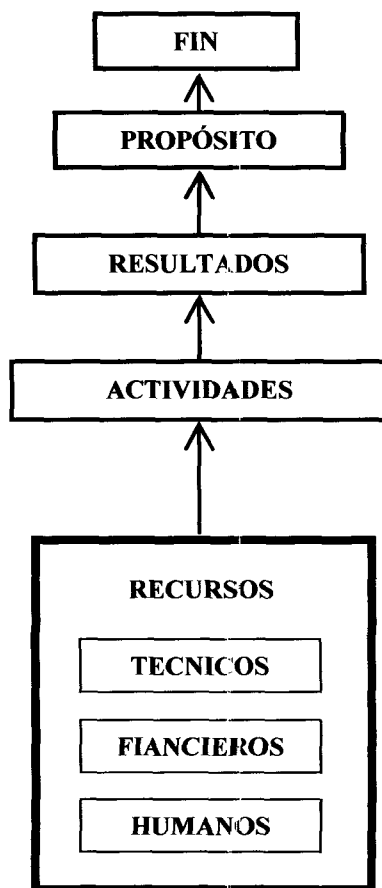 FIN
PROPÓSITO
RESULTADOS
ACTIVIDADES
RECURSOS
TECNICOS
FIANCIEROS
HUMANOS